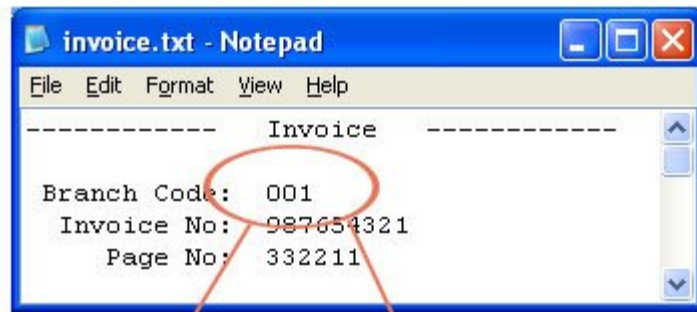 invoice.txt - Notepad
File Edit Format View Help
------------ Invoice ------------
Branch Code: 001
Invoice No: 987654321
Page No: 332211